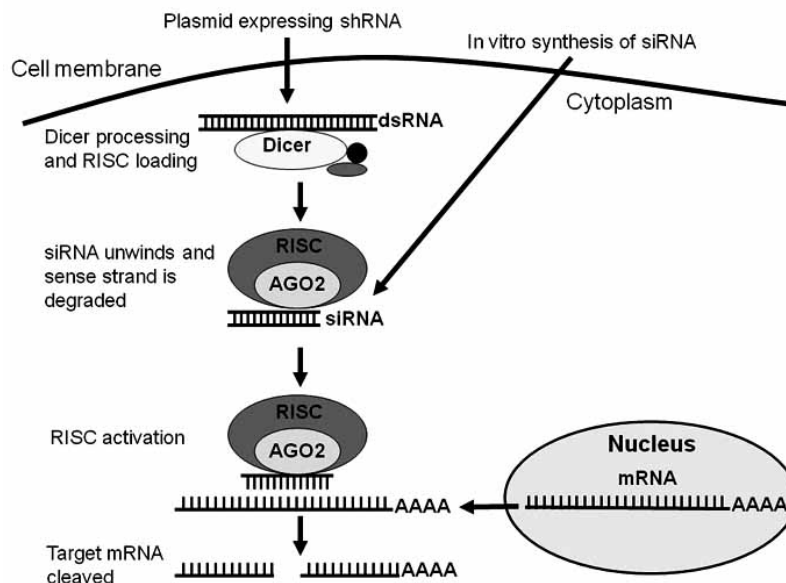 Plasmid expressing shRNA
In vitro synthesis of siRNA
Cell membrane
Cytoplasm
dsRNA
Dicer processing
and RISC loading
Dicer
siRNA unwinds and
sense strand is
degraded
RISC
AGO2
siRNA
RISC activation
RISC
AGO2
Nucleus
mRNA
AAAA
AAAA
Target mRNA
cleaved
AAAA